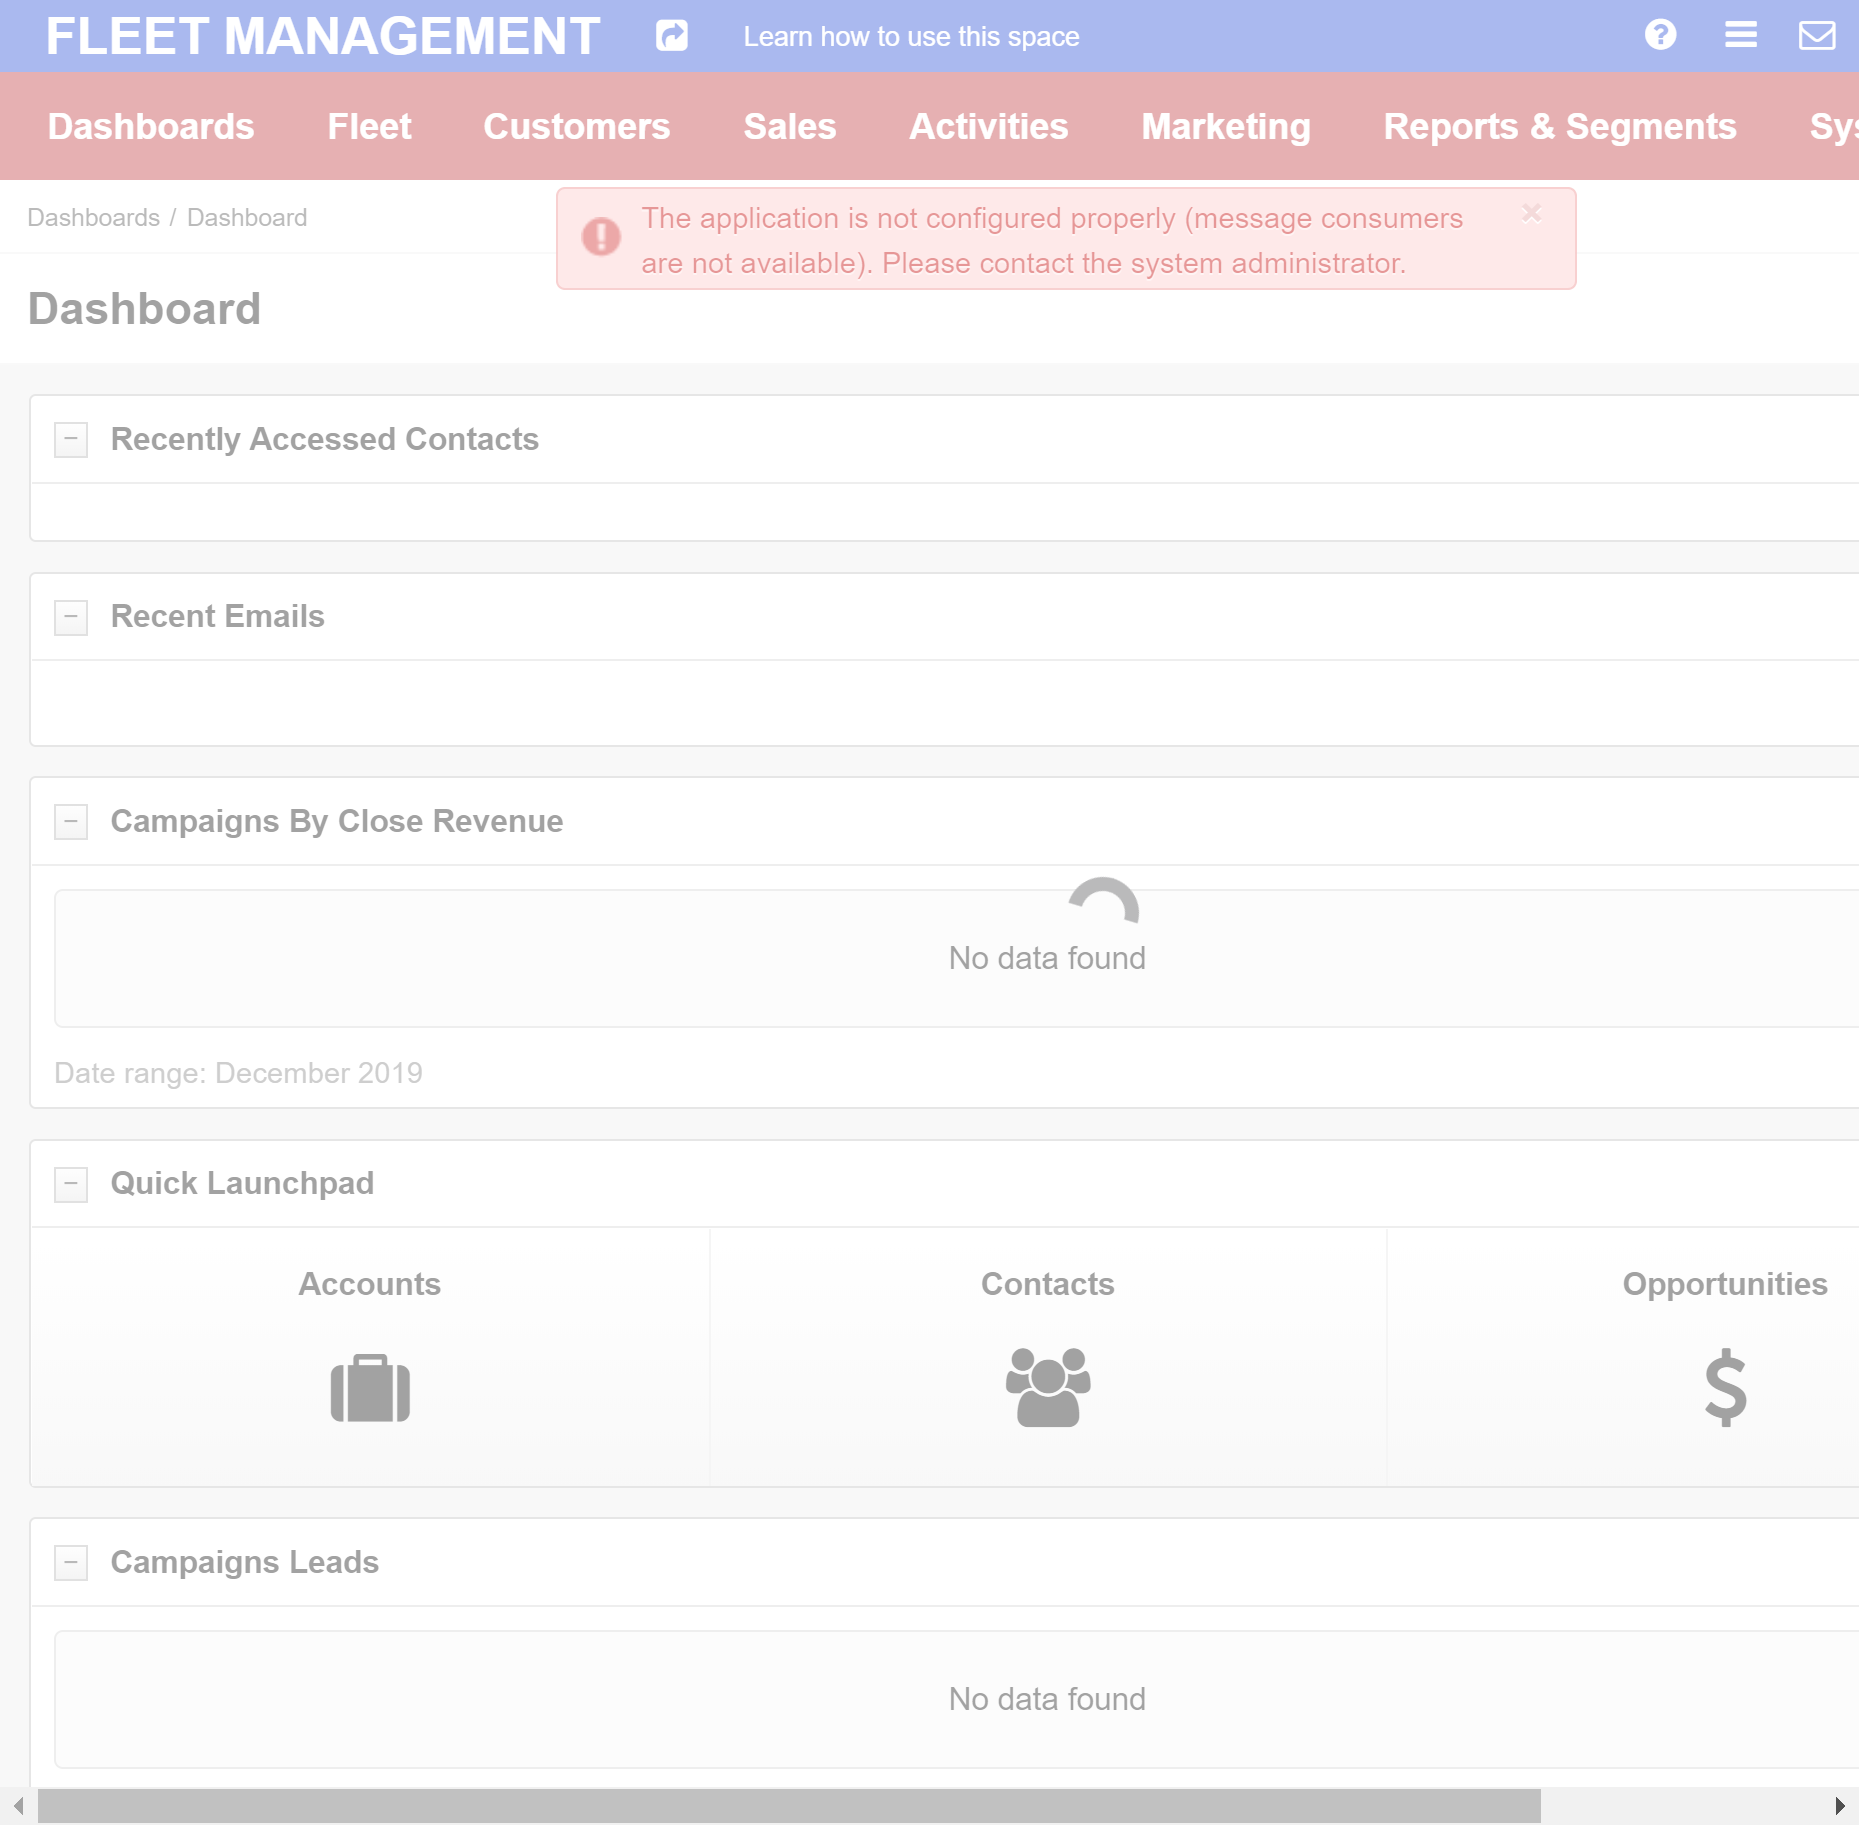 FLEET MANAGEMENT
Learn how to use this space
Dashboards Fleet Customers Sales Activities Marketing Reports & Segments
Dashboards / Dashboard
The application is not configured properly (message consumers
are not available). Please contact the system administrator.
Dashboard
Recently Accessed Contacts
Recent Emails
Campaigns By Close Revenue
No data found
Date range: December 2019
Quick Launchpad
Accounts Contacts Opportunities
Campaigns Leads
No data found